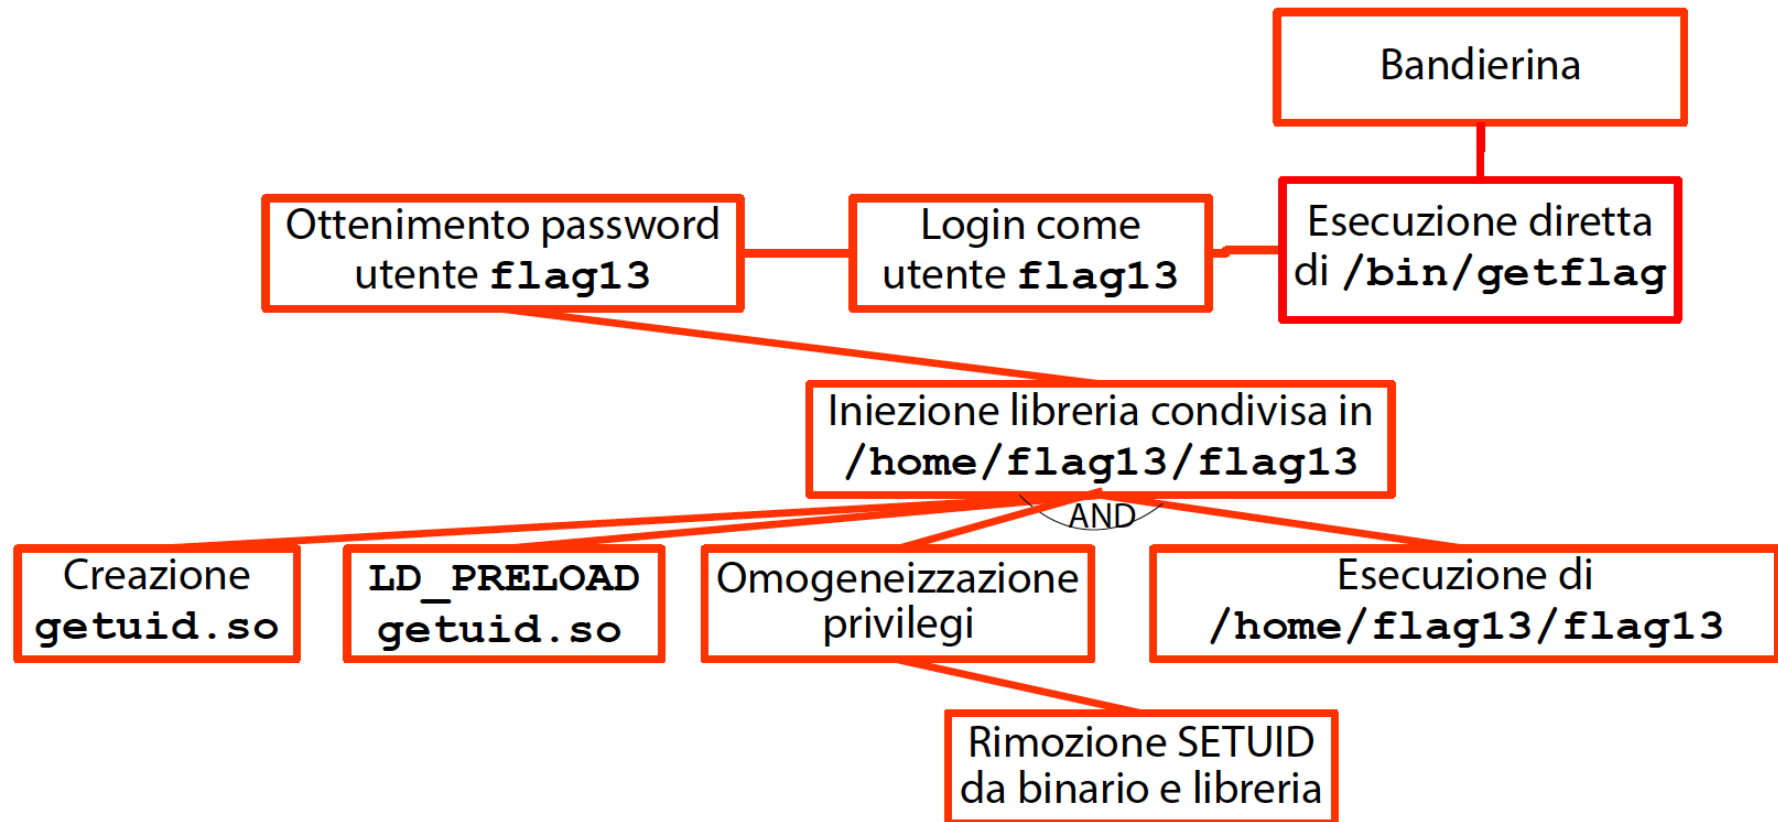 Bandierina
Ottenimento password
utente flag13
Login come
utente flag13
Esecuzione diretta
di /bin/getflag
Iniezione libreria condivisa in
/home/flag13/flag13
AND
Creazione
getuid.so
LD_PRELOAD
getuid.so
Omogeneizzazione
privilegi
Esecuzione di
/home/flag13/flag13
Rimozione SETUID
da binario e libreria